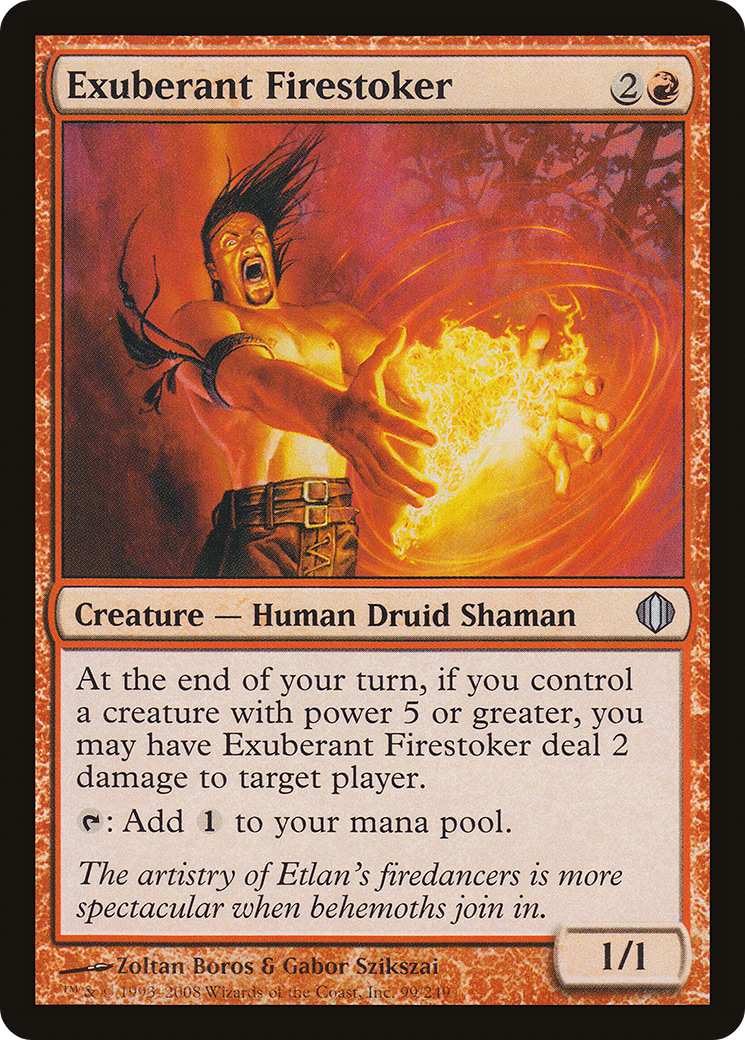 Exuberant Firestoker 2
Creature — Human Druid Shaman
At the end of your turn, if you control
a creature with power 5 or greater, you
may have Exuberant Firestoker deal 2
damage to target player.
: Add 1 to your mana pool.
The artistry of Etlan's firedancers is more
spectacular when behemoths join in.
1/1
Zoltan Boros & Gabor Szikszai
™ & © 1993–2008 Wizards of the Coast, Inc. 99/249